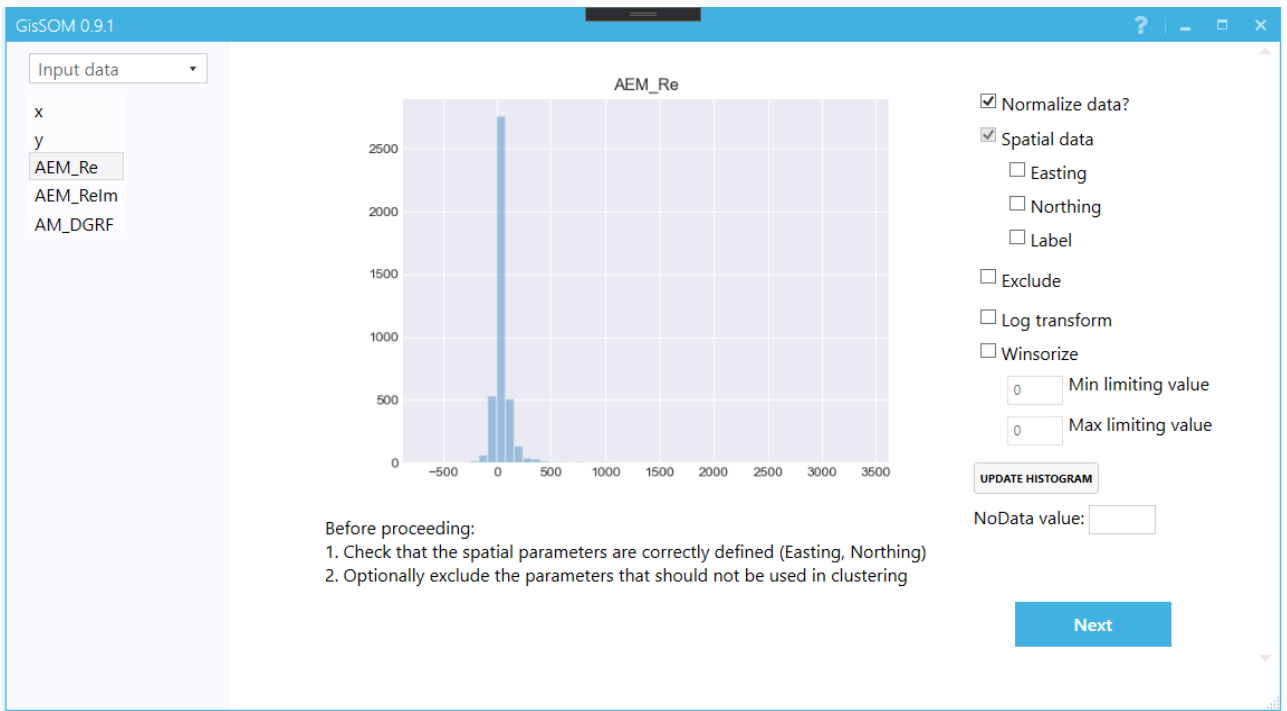 GisSOM 0.9.1
?
Input data
x
y
AEM_Re
AEM_ReIm
AM_DGRF
AEM_Re
2500
2000
1500
1000
500
0
−500 0 500 1000 1500 2000 2500 3000 3500
Before proceeding:
1. Check that the spatial parameters are correctly defined (Easting, Northing)
2. Optionally exclude the parameters that should not be used in clustering
Normalize data?
Spatial data
Easting
Northing
Label
Exclude
Log transform
Winsorize
0 Min limiting value
0 Max limiting value
UPDATE HISTOGRAM
NoData value:
Next